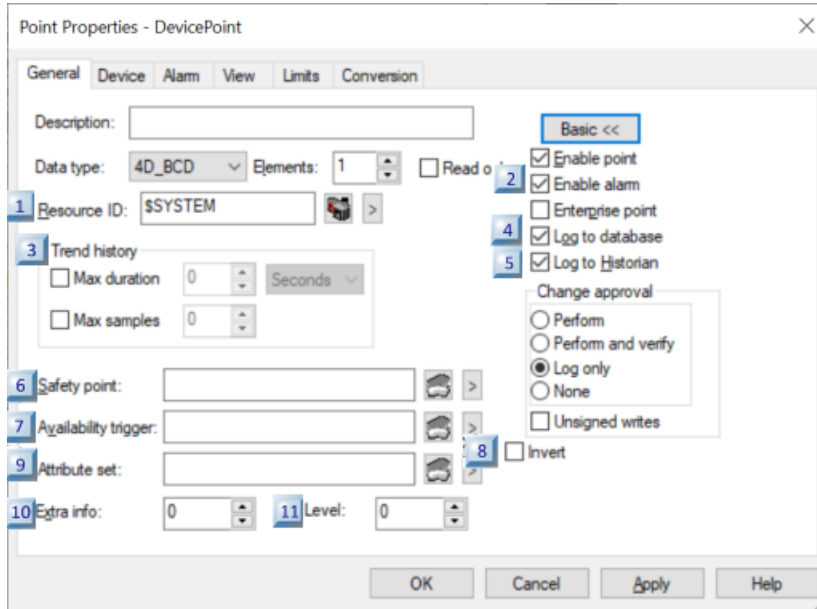 Point Properties - DevicePoint
General Device Alarm View Limits Conversion
Description:
Basic <<
Data type: 4D_BCD Elements: 1
Enable point
2 Enable alarm
1 Resource ID: $SYSTEM >
Enterprise point
4 Log to database
5 Log to Historian
3 Trend history
Max duration 0 Seconds
Max samples 0
Change approval
Perform
Perform and verify
Log only
None
Unsigned writes
6 Safety point: >
7 Availability trigger: >
8 Invert
9 Attribute set: >
10 Extra info: 0 11 Level: 0
OK Cancel Apply Help